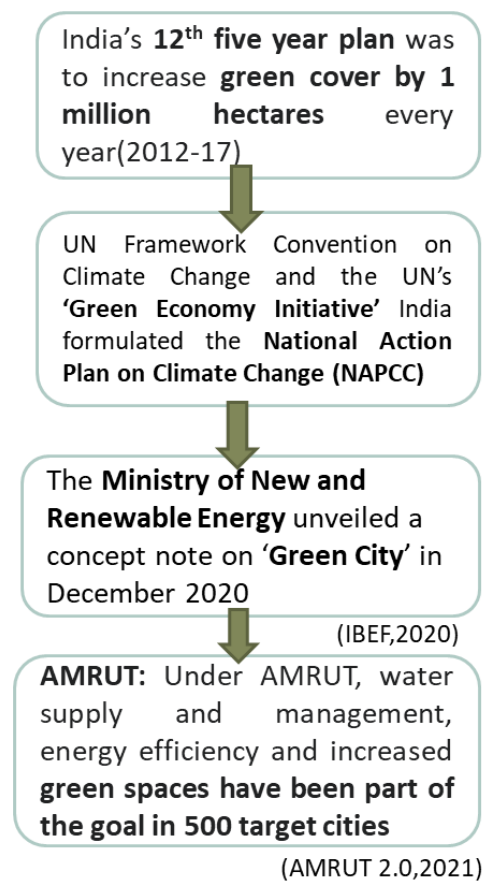 India’s 12th five year plan was
to increase green cover by 1
million hectares every
year(2012-17)
UN Framework Convention on
Climate Change and the UN’s
‘Green Economy Initiative’ India
formulated the National Action
Plan on Climate Change (NAPCC)
The Ministry of New and
Renewable Energy unveiled a
concept note on ‘Green City’ in
December 2020
(IBEF,2020)
AMRUT: Under AMRUT, water
supply and management,
energy efficiency and increased
green spaces have been part of
the goal in 500 target cities
(AMRUT 2.0,2021)